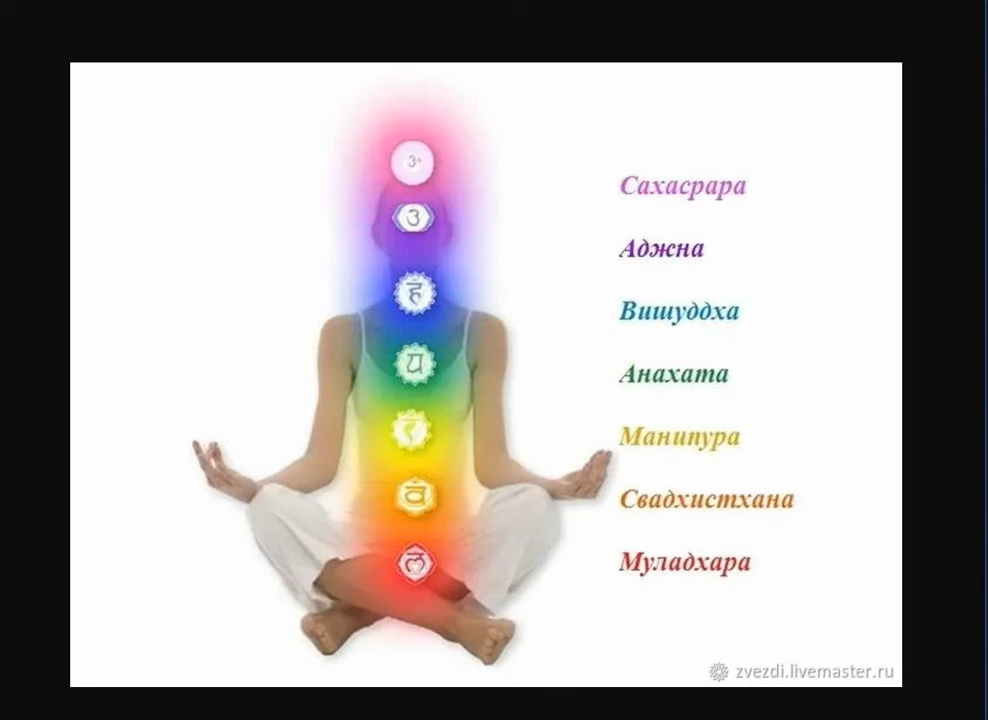 ॐ
Сахасрара
ॐ
Аджна
हं
Вишуддха
यं
Анахата
रं
Манипура
वं
Свадхистхана
लं
Муладхара
zvezdi.livemaster.ru